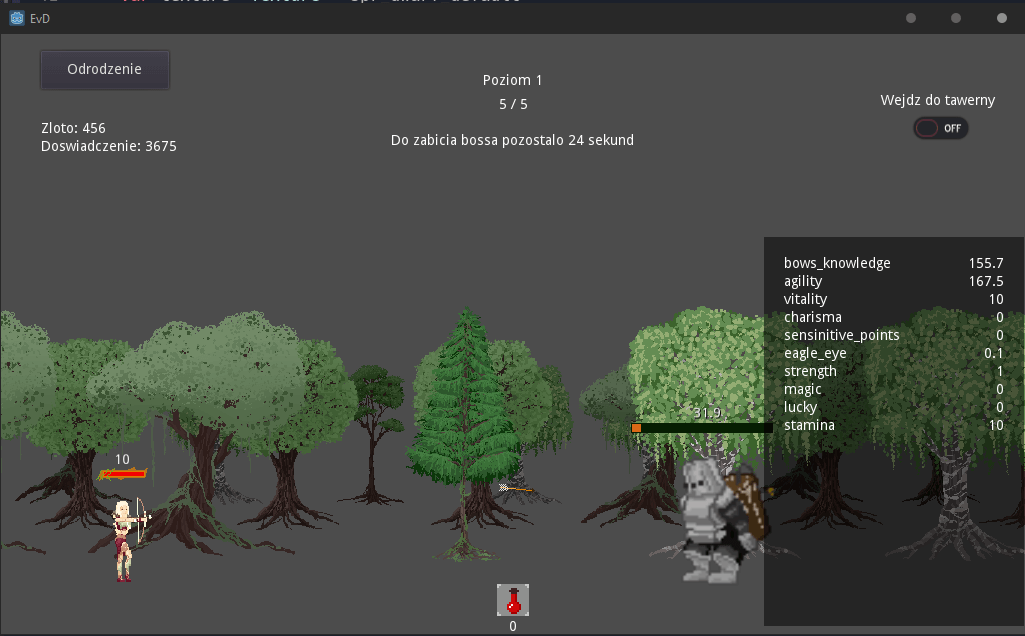 EvD
Odrodzenie
Poziom 1
5 / 5
Wejdz do tawerny
OFF
Zloto: 456
Doswiadczenie: 3675
Do zabicia bossa pozostalo 24 sekund
bows_knowledge 155.7
agility 167.5
vitality 10
charisma 0
sensinitive_points 0
eagle_eye 0.1
strength 1
magic 0
lucky 0
stamina 10
31.9
10
0